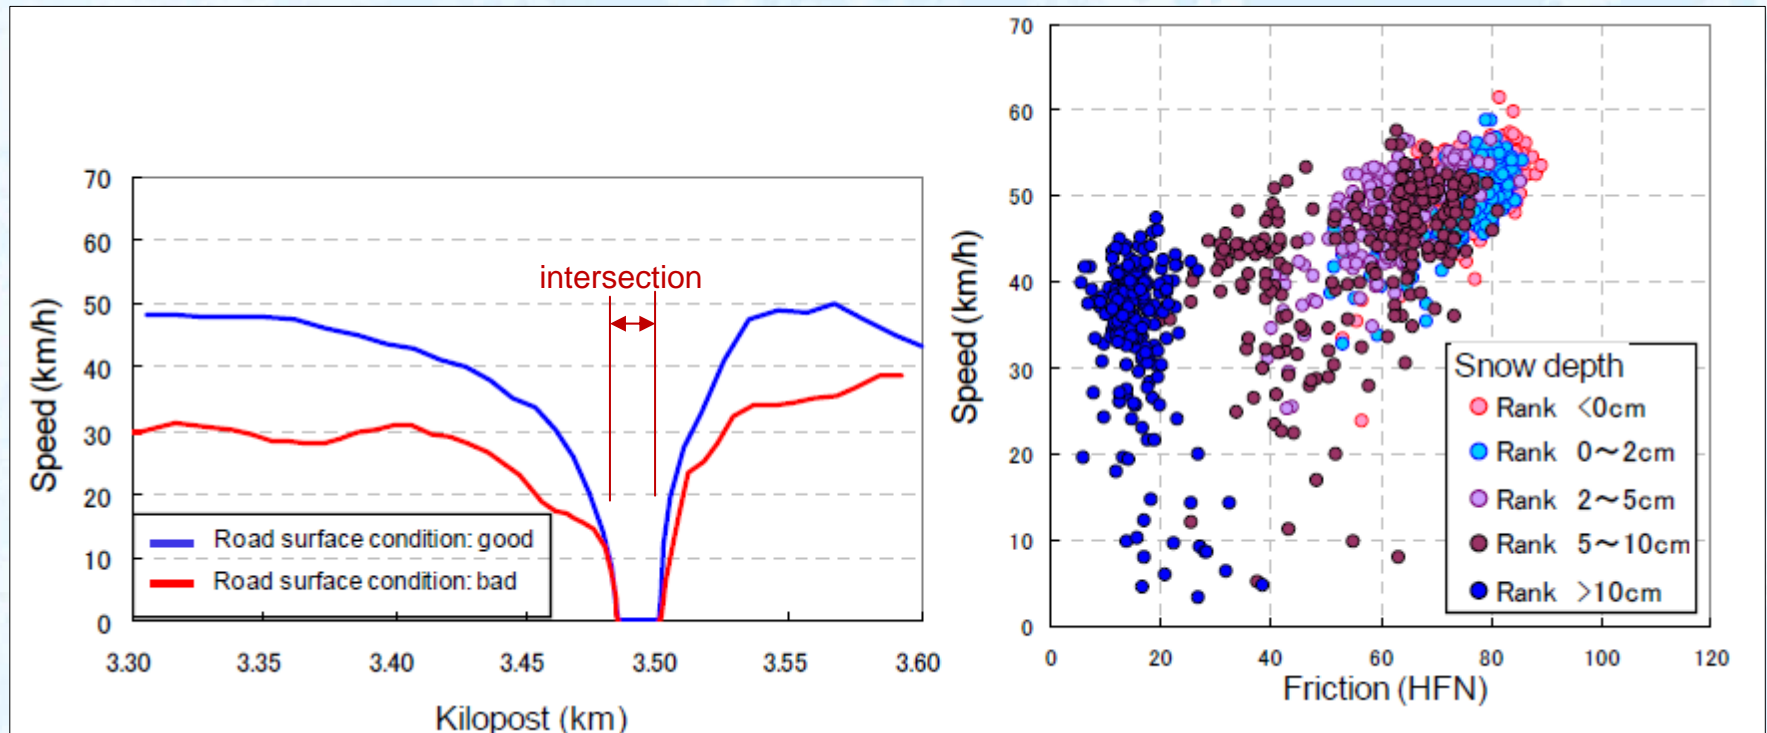 70
60
50
40
30
20
10
0
Speed (km/h)
intersection
Road surface condition: good
Road surface condition: bad
3.30 3.35 3.40 3.45 3.50 3.55 3.60
Kilopost (km)
70
60
50
40
30
20
10
0
Speed (km/h)
Snow depth
Rank <0cm
Rank 0～2cm
Rank 2～5cm
Rank 5～10cm
Rank >10cm
0 20 40 60 80 100 120
Friction (HFN)